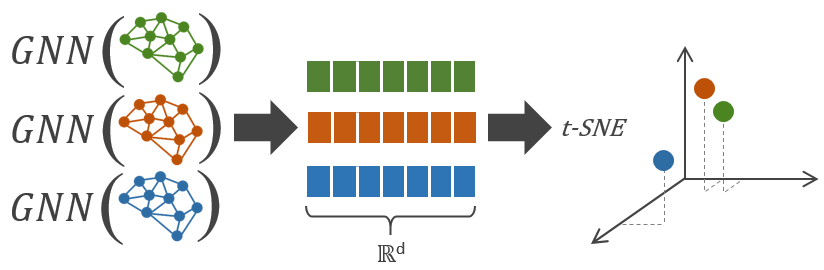 GNN( )
GNN( )
GNN( )
t-SNE
ℝᵈ